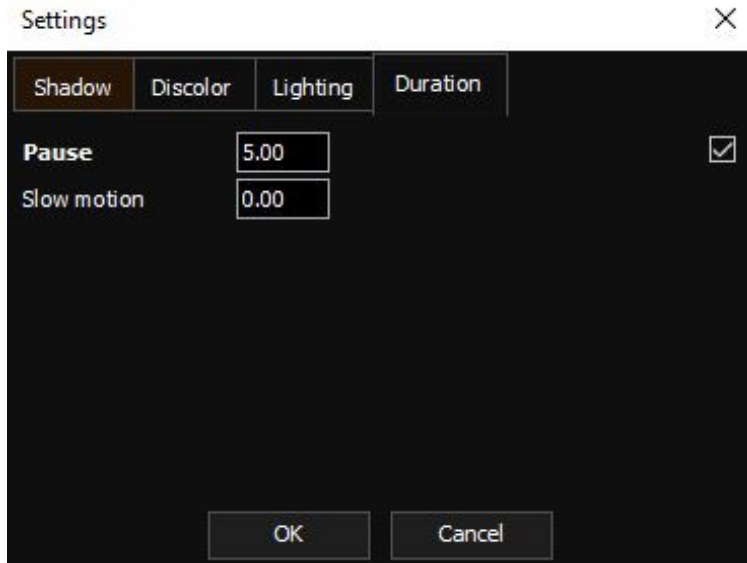 Settings
Shadow Discolor Lighting Duration
Pause 5.00
Slow motion 0.00
OK Cancel